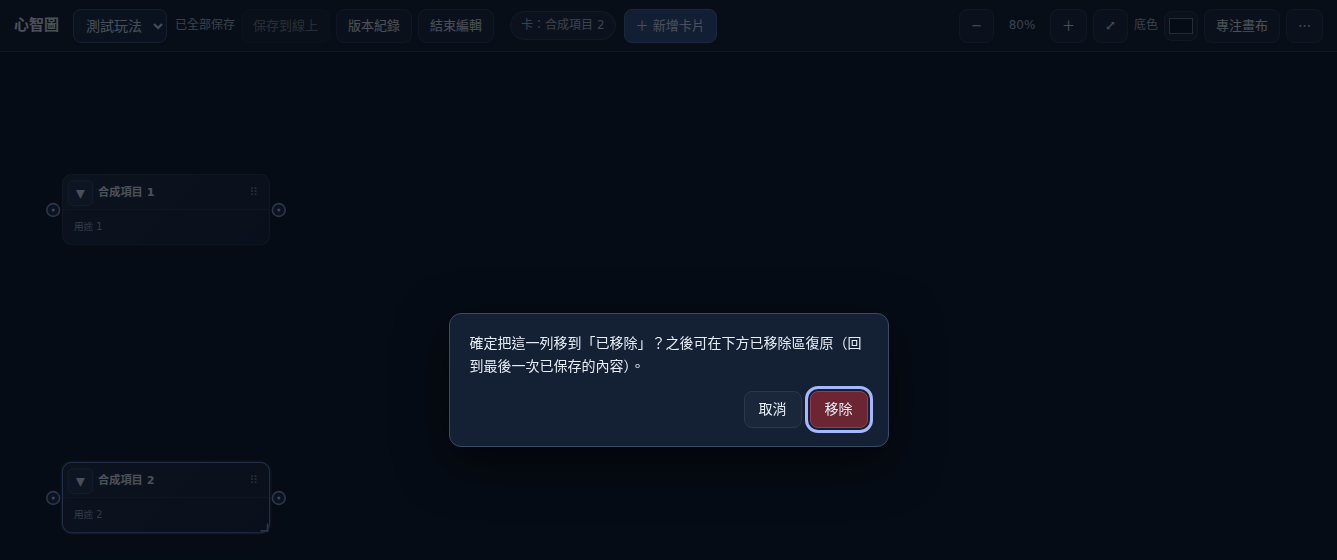 心智圖 測試玩法 已全部保存 保存到線上 版本紀錄 結束編輯 卡：合成項目 2 ＋ 新增卡片 − 80% ＋ ⤢ 底色 專注畫布 ⋯
▼ 合成項目 1 ⠿
用途 1
確定把這一列移到「已移除」？之後可在下方已移除區復原（回
到最後一次已保存的內容）。
取消 移除
▼ 合成項目 2 ⠿
用途 2